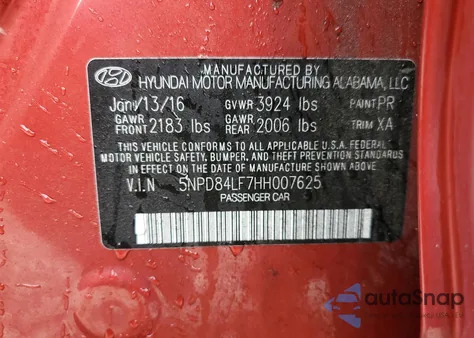 MANUFACTURED BY
HYUNDAI MOTOR MANUFACTURING ALABAMA, LLC
Jan/13/16 GVWR 3924 lbs PAINT PR
GAWR FRONT 2183 lbs GAWR REAR 2006 lbs TRIM XA
THIS VEHICLE CONFORMS TO ALL APPLICABLE U.S.A FEDERAL
MOTOR VEHICLE SAFETY, BUMPER, AND THEFT PREVENTION
STANDARDS IN EFFECT ON THE DATE OF MANUFACTURE SHOWN
ABOVE
V.I.N 5NPD84LF7HH007625
PASSENGER CAR
autoSnap